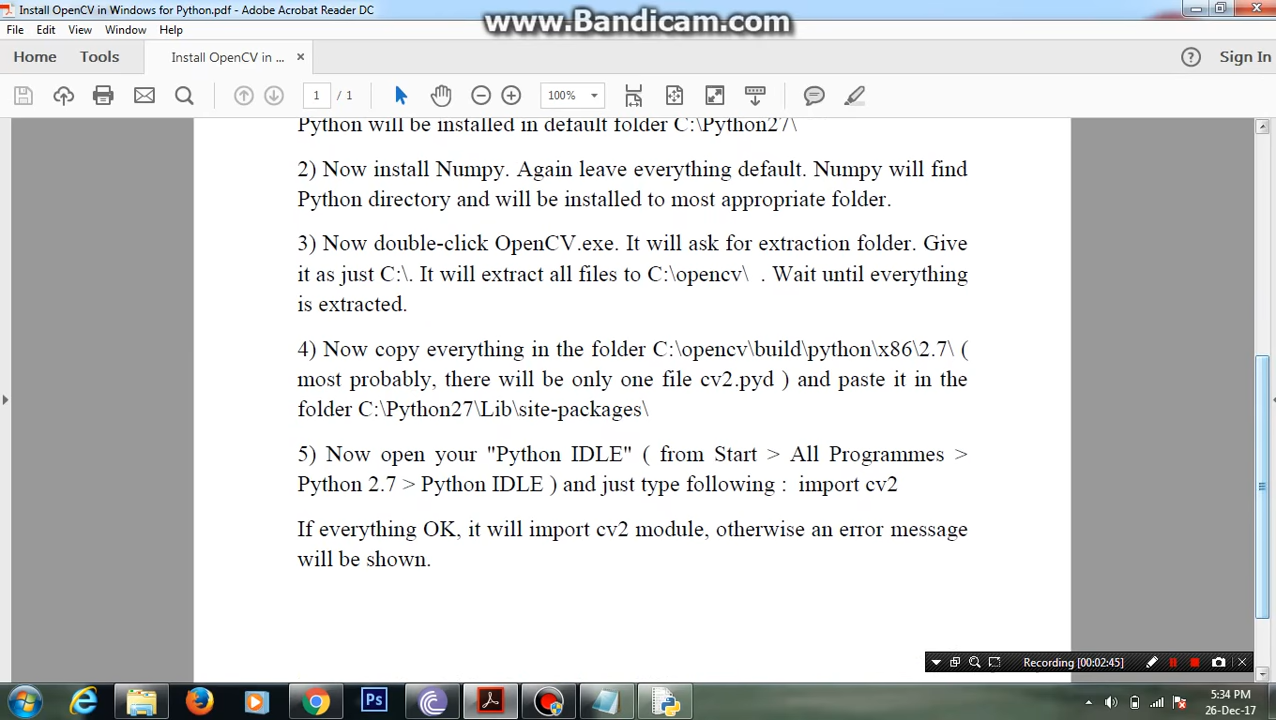 Install OpenCV in Windows for Python.pdf - Adobe Acrobat Reader DC
www.Bandicam.com
File Edit View Window Help
Home Tools Install OpenCV in ... × ? Sign In
1 / 1 100%
Python will be installed in default folder C:\Python27\
2) Now install Numpy. Again leave everything default. Numpy will find
Python directory and will be installed to most appropriate folder.
3) Now double-click OpenCV.exe. It will ask for extraction folder. Give
it as just C:\. It will extract all files to C:\opencv\ . Wait until everything
is extracted.
4) Now copy everything in the folder C:\opencv\build\python\x86\2.7\ (
most probably, there will be only one file cv2.pyd ) and paste it in the
folder C:\Python27\Lib\site-packages\
5) Now open your "Python IDLE" ( from Start > All Programmes >
Python 2.7 > Python IDLE ) and just type following : import cv2
If everything OK, it will import cv2 module, otherwise an error message
will be shown.
Recording [00:02:45]
Ps
5:34 PM
26-Dec-17